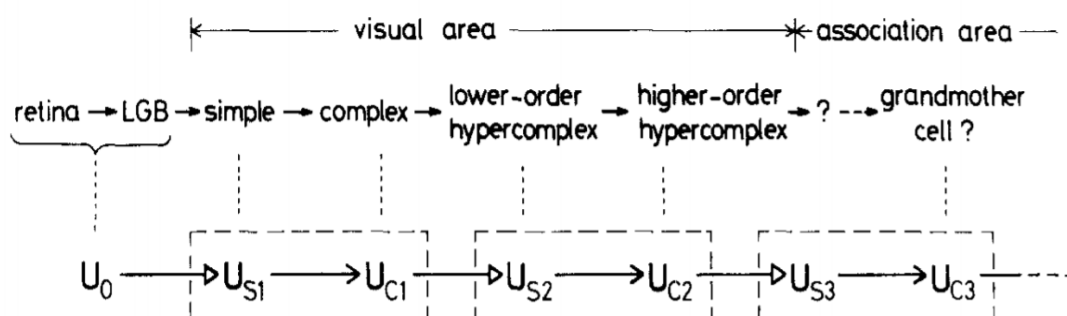 visual area association area
retina LGB simple complex lower-order hypercomplex higher-order hypercomplex ? grandmother cell ?
U0 US1 UC1 US2 UC2 US3 UC3